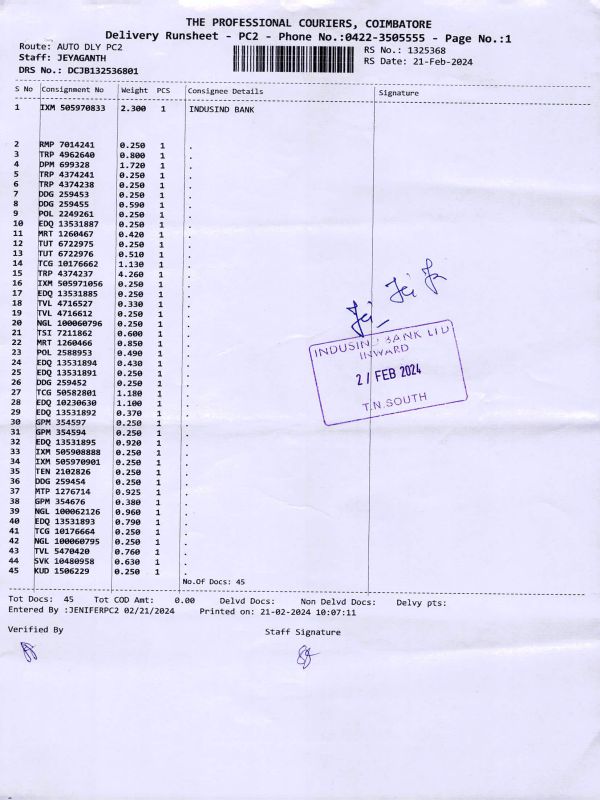 THE PROFESSIONAL COURIERS, COIMBATORE
Delivery Runsheet - PC2 - Phone No.:0422-3505555 - Page No.:1
Route: AUTO DLY PC2 RS No.: 1325368
Staff: JEYAGANTH RS Date: 21-Feb-2024
DRS No.: DCJB132536801
S No Consignment No Weight PCS Consignee Details Signature
1 IXM 505970833 2.300 1 INDUSIND BANK
2 RMP 7014241 0.250 1 .
3 TRP 4962640 0.800 1 .
4 DPM 699328 1.720 1 .
5 TRP 4374241 0.250 1 .
6 TRP 4374238 0.250 1 .
7 DDG 259453 0.250 1 .
8 DDG 259455 0.590 1 .
9 POL 2249261 0.250 1 .
10 EDQ 13531887 0.250 1 .
11 MRT 1260467 0.420 1 .
12 TUT 6722975 0.250 1 .
13 TUT 6722976 0.510 1 .
14 TCG 10176662 1.130 1 .
15 TRP 4374237 4.260 1 .
16 IXM 505971056 0.250 1 .
17 EDQ 13531885 0.250 1 .
18 TVL 4716527 0.330 1 .
19 TVL 4716612 0.250 1 .
20 NGL 100060796 0.250 1 .
21 TSI 7211862 0.600 1 .
22 MRT 1260466 0.850 1 .
23 POL 2588953 0.490 1 .
24 EDQ 13531894 0.430 1 .
25 EDQ 13531891 0.250 1 .
26 DDG 259452 0.250 1 .
27 TCG 50582801 1.180 1 .
28 EDQ 10230630 1.100 1 .
29 EDQ 13531892 0.370 1 .
30 GPM 354597 0.250 1 .
31 GPM 354594 0.250 1 .
32 EDQ 13531895 0.920 1 .
33 IXM 505908888 0.250 1 .
34 IXM 505970901 0.250 1 .
35 TEN 2102826 0.250 1 .
36 DDG 259454 0.250 1 .
37 MTP 1276714 0.925 1 .
38 GPM 354676 0.380 1 .
39 NGL 100062126 0.960 1 .
40 EDQ 13531893 0.790 1 .
41 TCG 10176664 0.250 1 .
42 NGL 100060795 0.250 1 .
43 TVL 5470420 0.760 1 .
44 SVK 10480958 0.630 1 .
45 KUD 1506229 0.250 1 .
INDUSIND BANK LTD
INWARD
21 FEB 2024
T.N.SOUTH
No.Of Docs: 45
Tot Docs: 45 Tot COD Amt: 0.00 Delvd Docs: Non Delvd Docs: Delvy pts:
Entered By :JENIFERPC2 02/21/2024 Printed on: 21-02-2024 10:07:11
Verified By Staff Signature